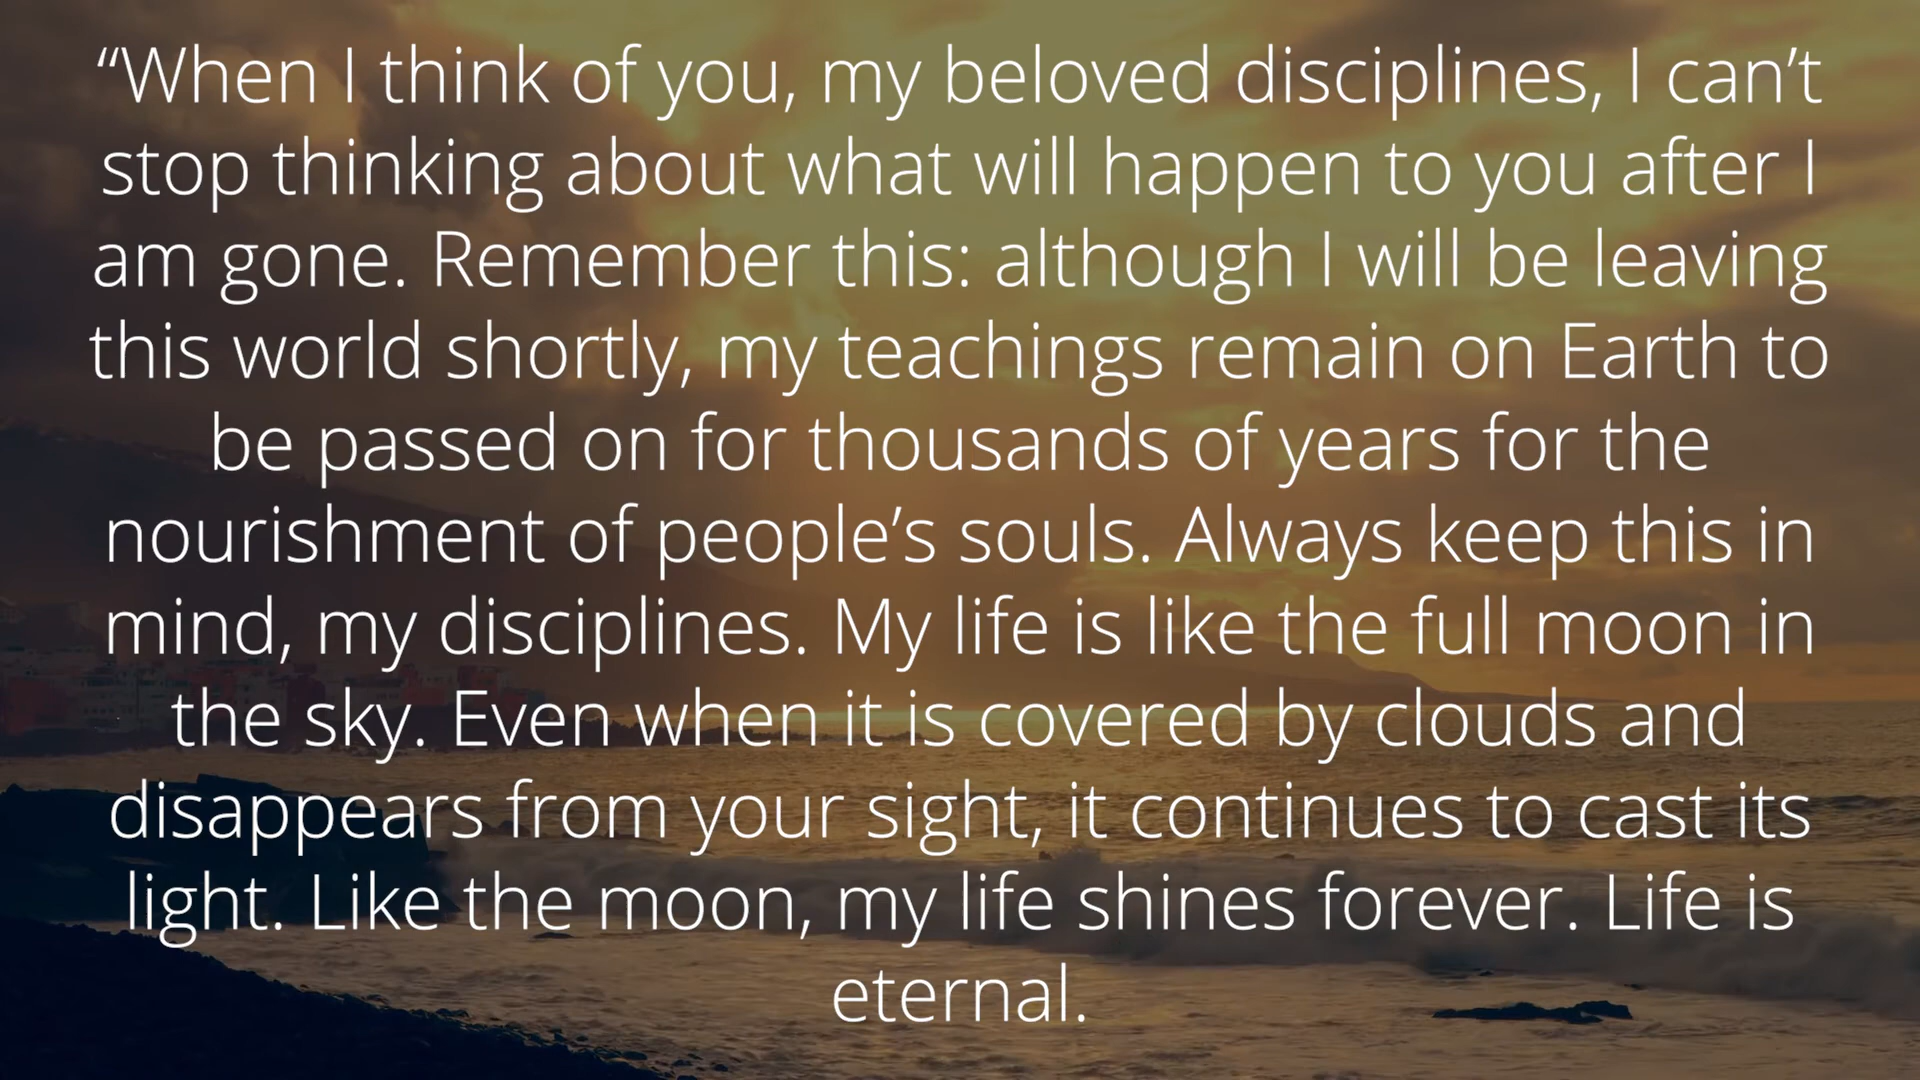 “When I think of you, my beloved disciplines, I can’t
stop thinking about what will happen to you after I
am gone. Remember this: although I will be leaving
this world shortly, my teachings remain on Earth to
be passed on for thousands of years for the
nourishment of people’s souls. Always keep this in
mind, my disciplines. My life is like the full moon in
the sky. Even when it is covered by clouds and
disappears from your sight, it continues to cast its
light. Like the moon, my life shines forever. Life is
eternal.